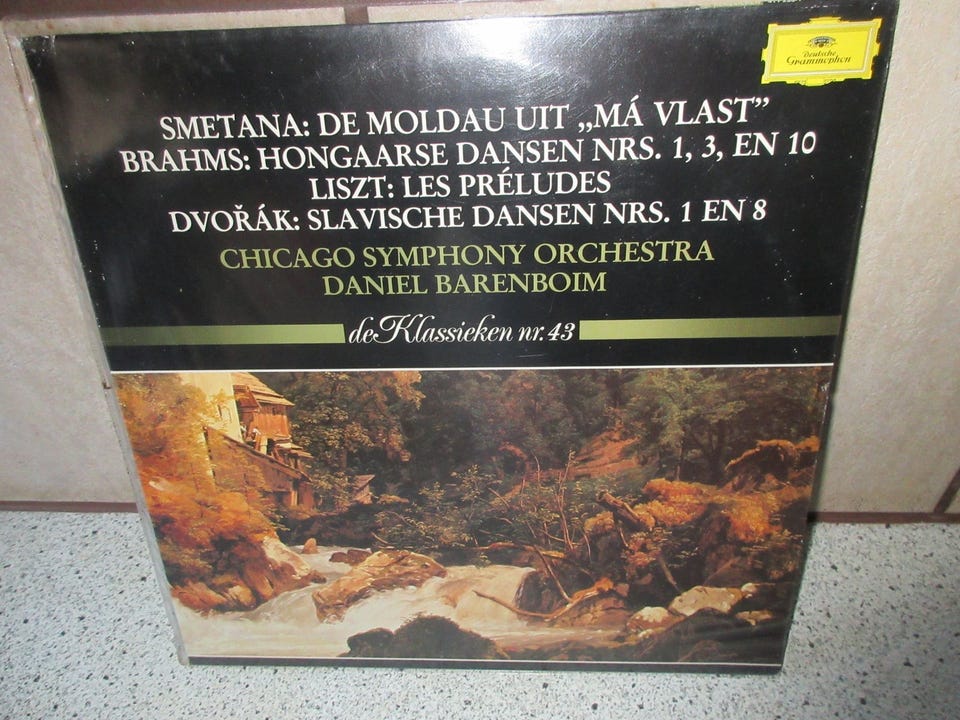 Deutsche
Grammophon
SMETANA: DE MOLDAU UIT „MÁ VLAST”
BRAHMS: HONGAARSE DANSEN NRS. 1, 3, EN 10
LISZT: LES PRÉLUDES
DVOŘÁK: SLAVISCHE DANSEN NRS. 1 EN 8
CHICAGO SYMPHONY ORCHESTRA
DANIEL BARENBOIM
de Klassieken nr. 43